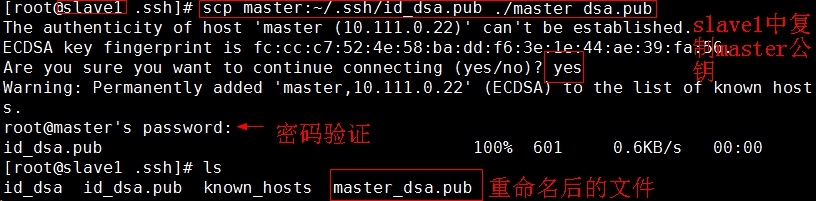 [root@slave1 .ssh]# scp master:~/.ssh/id_dsa.pub ./master_dsa.pub
The authenticity of host 'master (10.111.0.22)' can't be established.
ECDSA key fingerprint is fc:cc:c7:52:4e:58:ba:dd:f6:3e:1e:44:ae:39:fa:56.
Are you sure you want to continue connecting (yes/no)? yes
slave1中复
制master公
钥
Warning: Permanently added 'master,10.111.0.22' (ECDSA) to the list of known host
s.
root@master's password:
密码验证
id_dsa.pub 100% 601 0.6KB/s 00:00
[root@slave1 .ssh]# ls
id_dsa id_dsa.pub known_hosts master_dsa.pub 重命名后的文件